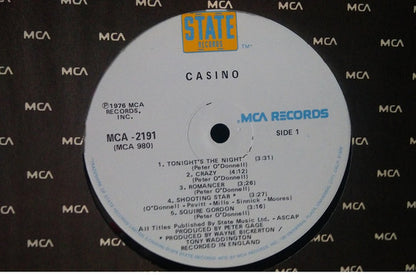 STATE
RECORDS
TM
CASINO
℗1976 MCA
RECORDS,
INC.
MCA RECORDS
MCA -2191
(MCA 980)
SIDE 1
1. TONIGHT'S THE NIGHT (3:31)
(Peter O'Donnell)
2. CRAZY (4:12)
(Peter O'Donnell)
3. ROMANCER (3:26)
(Peter O'Donnell)
4. SHOOTING STAR * (3:27)
(O'Donnell - Pevitt - Mills - Sinnick - Moores)
5. SQUIRE GORDON (3:45)
(Peter O'Donnell)
All Titles Published By State Music Ltd. - ASCAP
PRODUCED BY PETER GAGE
* PRODUCED BY WAYNE BICKERTON /
TONY WADDINGTON
RECORDED IN ENGLAND
MCA
MCA
MCA
MCA
MCA
MCA
MCA
MCA
MCA
MCA
MCA
MCA